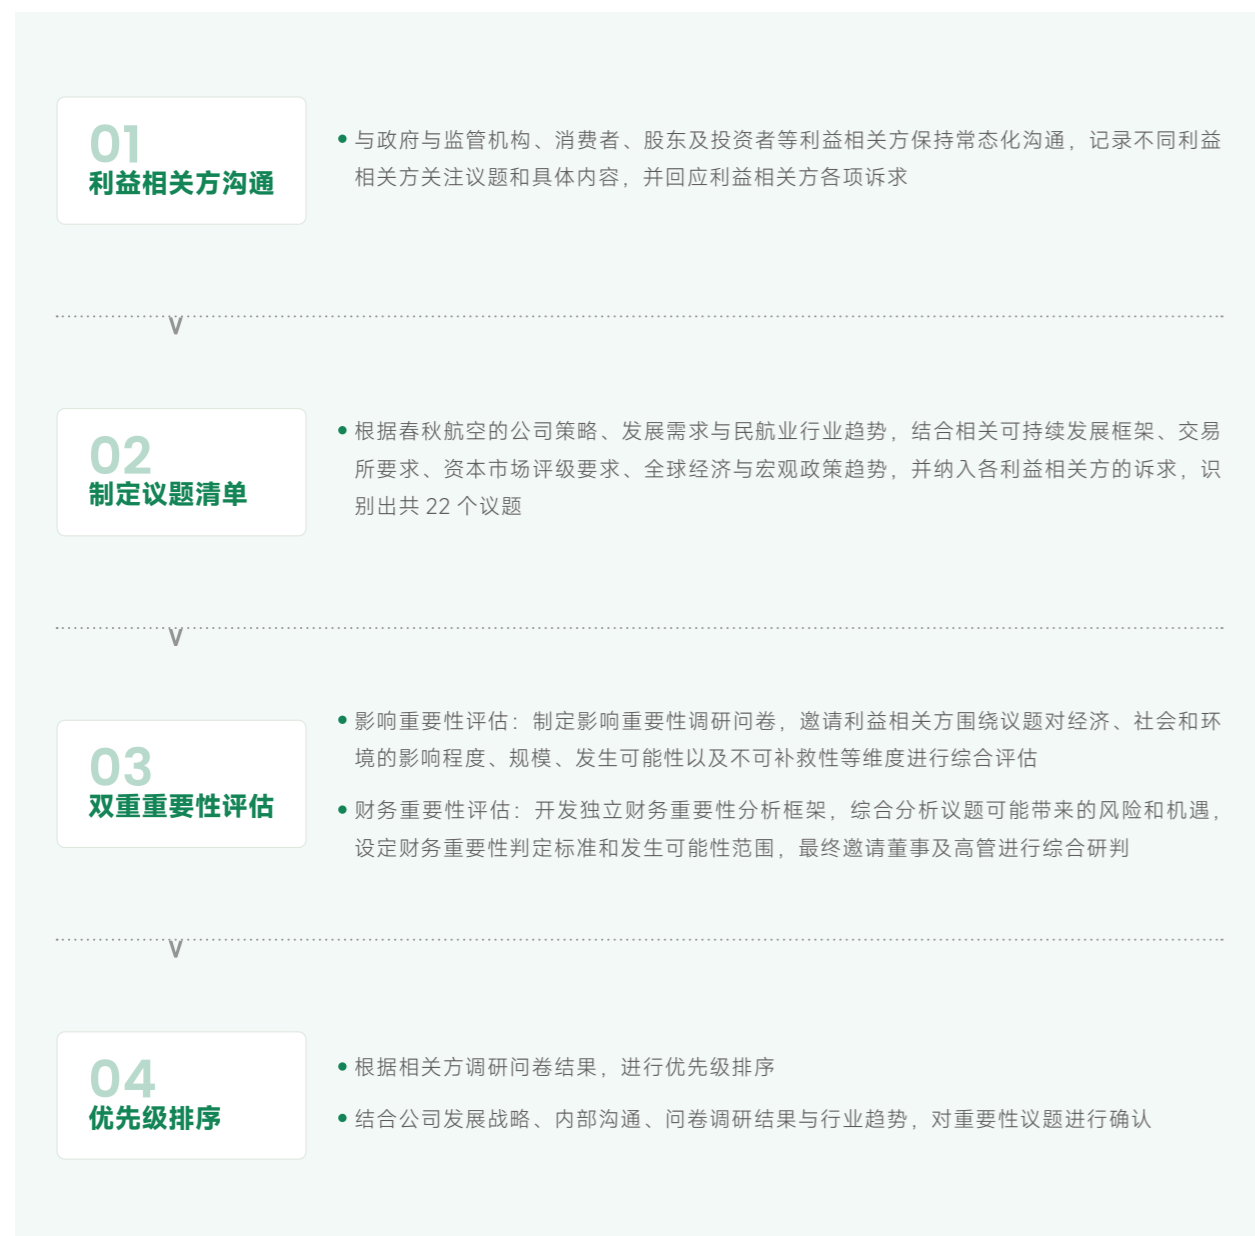 01
利益相关方沟通
与政府与监管机构、消费者、股东及投资者等利益相关方保持常态化沟通，记录不同利益
相关方关注议题和具体内容，并回应利益相关方各项诉求
02
制定议题清单
根据春秋航空的公司策略、发展需求与民航业行业趋势，结合相关可持续发展框架、交易
所要求、资本市场评级要求、全球经济与宏观政策趋势，并纳入各利益相关方的诉求，识
别出共 22 个议题
03
双重重要性评估
影响重要性评估：制定影响重要性调研问卷，邀请利益相关方围绕议题对经济、社会和环
境的影响程度、规模、发生可能性以及不可补救性等维度进行综合评估
财务重要性评估：开发独立财务重要性分析框架，综合分析议题可能带来的风险和机遇，
设定财务重要性判定标准和发生可能性范围，最终邀请董事及高管进行综合研判
04
优先级排序
根据相关方调研问卷结果，进行优先级排序
结合公司发展战略、内部沟通、问卷调研结果与行业趋势，对重要性议题进行确认